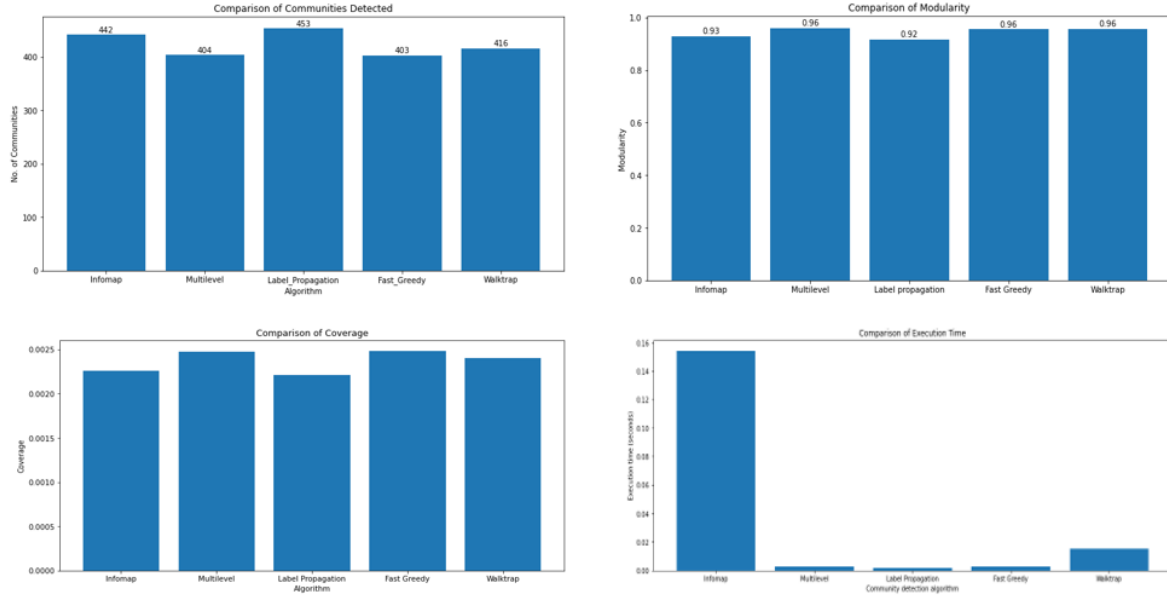 Comparison of Communities Detected
No. of Communities
400
300
200
100
0
442
404
453
403
416
Infomap
Multilevel
Label_Propagation
Fast_Greedy
Walktrap
Algorithm
Comparison of Modularity
Modularity
1.0
0.8
0.6
0.4
0.2
0.0
0.93
0.96
0.92
0.96
0.96
Infomap
Multilevel
Label propagation
Fast Greedy
Walktrap
Comparison of Coverage
Coverage
0.0025
0.0020
0.0015
0.0010
0.0005
0.0000
Infomap
Multilevel
Label Propagation
Fast Greedy
Walktrap
Algorithm
Comparison of Execution Time
Execution time (seconds)
0.16
0.14
0.12
0.10
0.08
0.06
0.04
0.02
0.00
Infomap
Multilevel
Label Propagation
Fast Greedy
Walktrap
Community detection algorithm